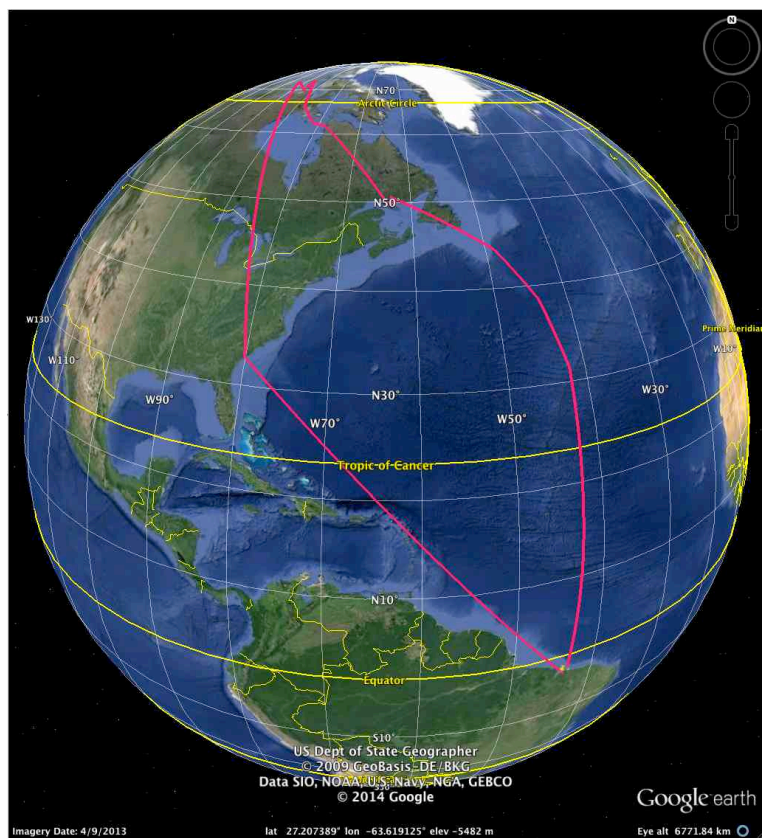 N
N70
Arctic Circle
N50°
W130°
Prime Meridian
W110°
W10°
W90°
N30°
W30°
W70°
W50°
Tropic of Cancer
N10°
Equator
S10°
US Dept of State Geographer
© 2009 GeoBasis-DE/BKG
Data SIO, NOAA, U.S. Navy, NGA, GEBCO
© 2014 Google
Google earth
Imagery Date: 4/9/2013 lat 27.207389° lon -63.619125° elev -5482 m Eye alt 6771.84 km